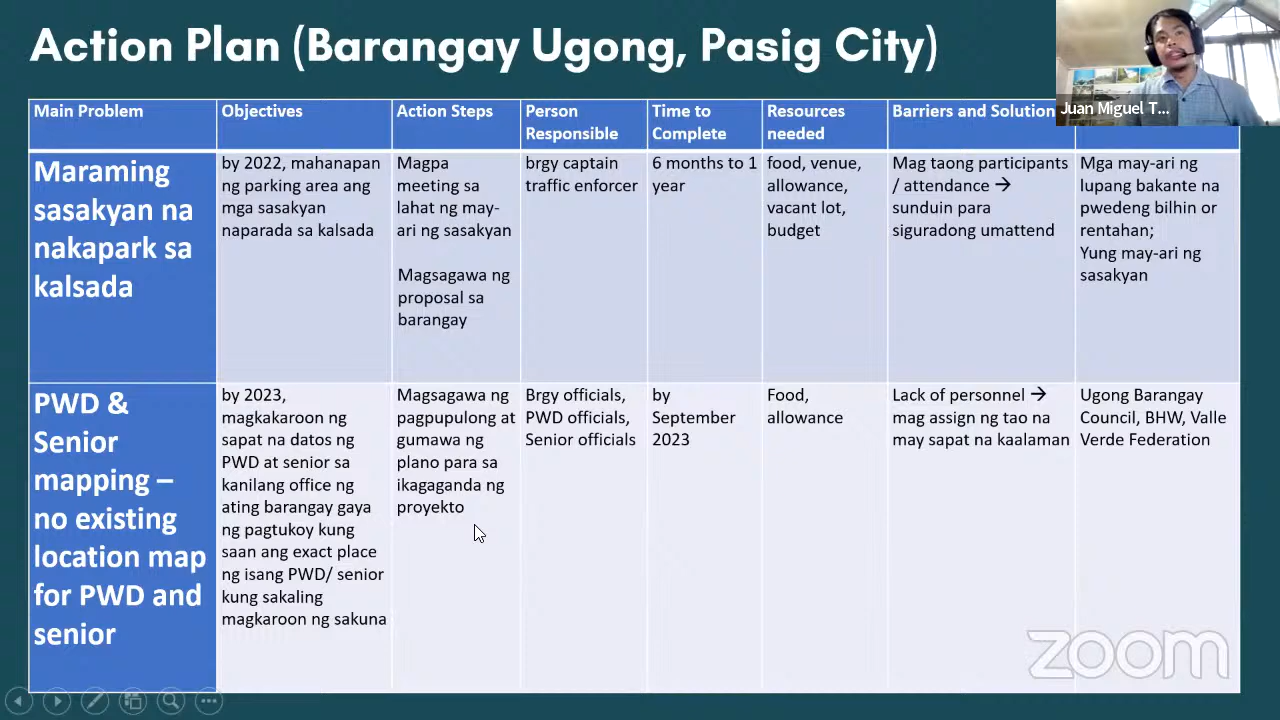 Action Plan (Barangay Ugong, Pasig City)
Juan Miguel T...
Main Problem
Objectives
Action Steps
Person
Responsible
Time to
Complete
Resources
needed
Barriers and Solution
Maraming
sasakyan na
nakapark sa
kalsada
by 2022, mahanapan
ng parking area ang
mga sasakyan
naparada sa kalsada
Magpa
meeting sa
lahat ng may-
ari ng sasakyan
Magsagawa ng
proposal sa
barangay
brgy captain
traffic enforcer
6 months to 1
year
food, venue,
allowance,
vacant lot,
budget
Mag taong participants
/ attendance →
sunduin para
siguradong umattend
Mga may-ari ng
lupang bakante na
pwedeng bilhin or
rentahan;
Yung may-ari ng
sasakyan
PWD &
Senior
mapping –
no existing
location map
for PWD and
senior
by 2023,
magkakaroon ng
sapat na datos ng
PWD at senior sa
kanilang office ng
ating barangay gaya
ng pagtukoy kung
saan ang exact place
ng isang PWD/ senior
kung sakaling
magkaroon ng sakuna
Magsagawa ng
pagpupulong at
gumawa ng
plano para sa
ikagaganda ng
proyekto
Brgy officials,
PWD officials,
Senior officials
by
September
2023
Food,
allowance
Lack of personnel →
mag assign ng tao na
may sapat na kaalaman
Ugong Barangay
Council, BHW, Valle
Verde Federation
zoom